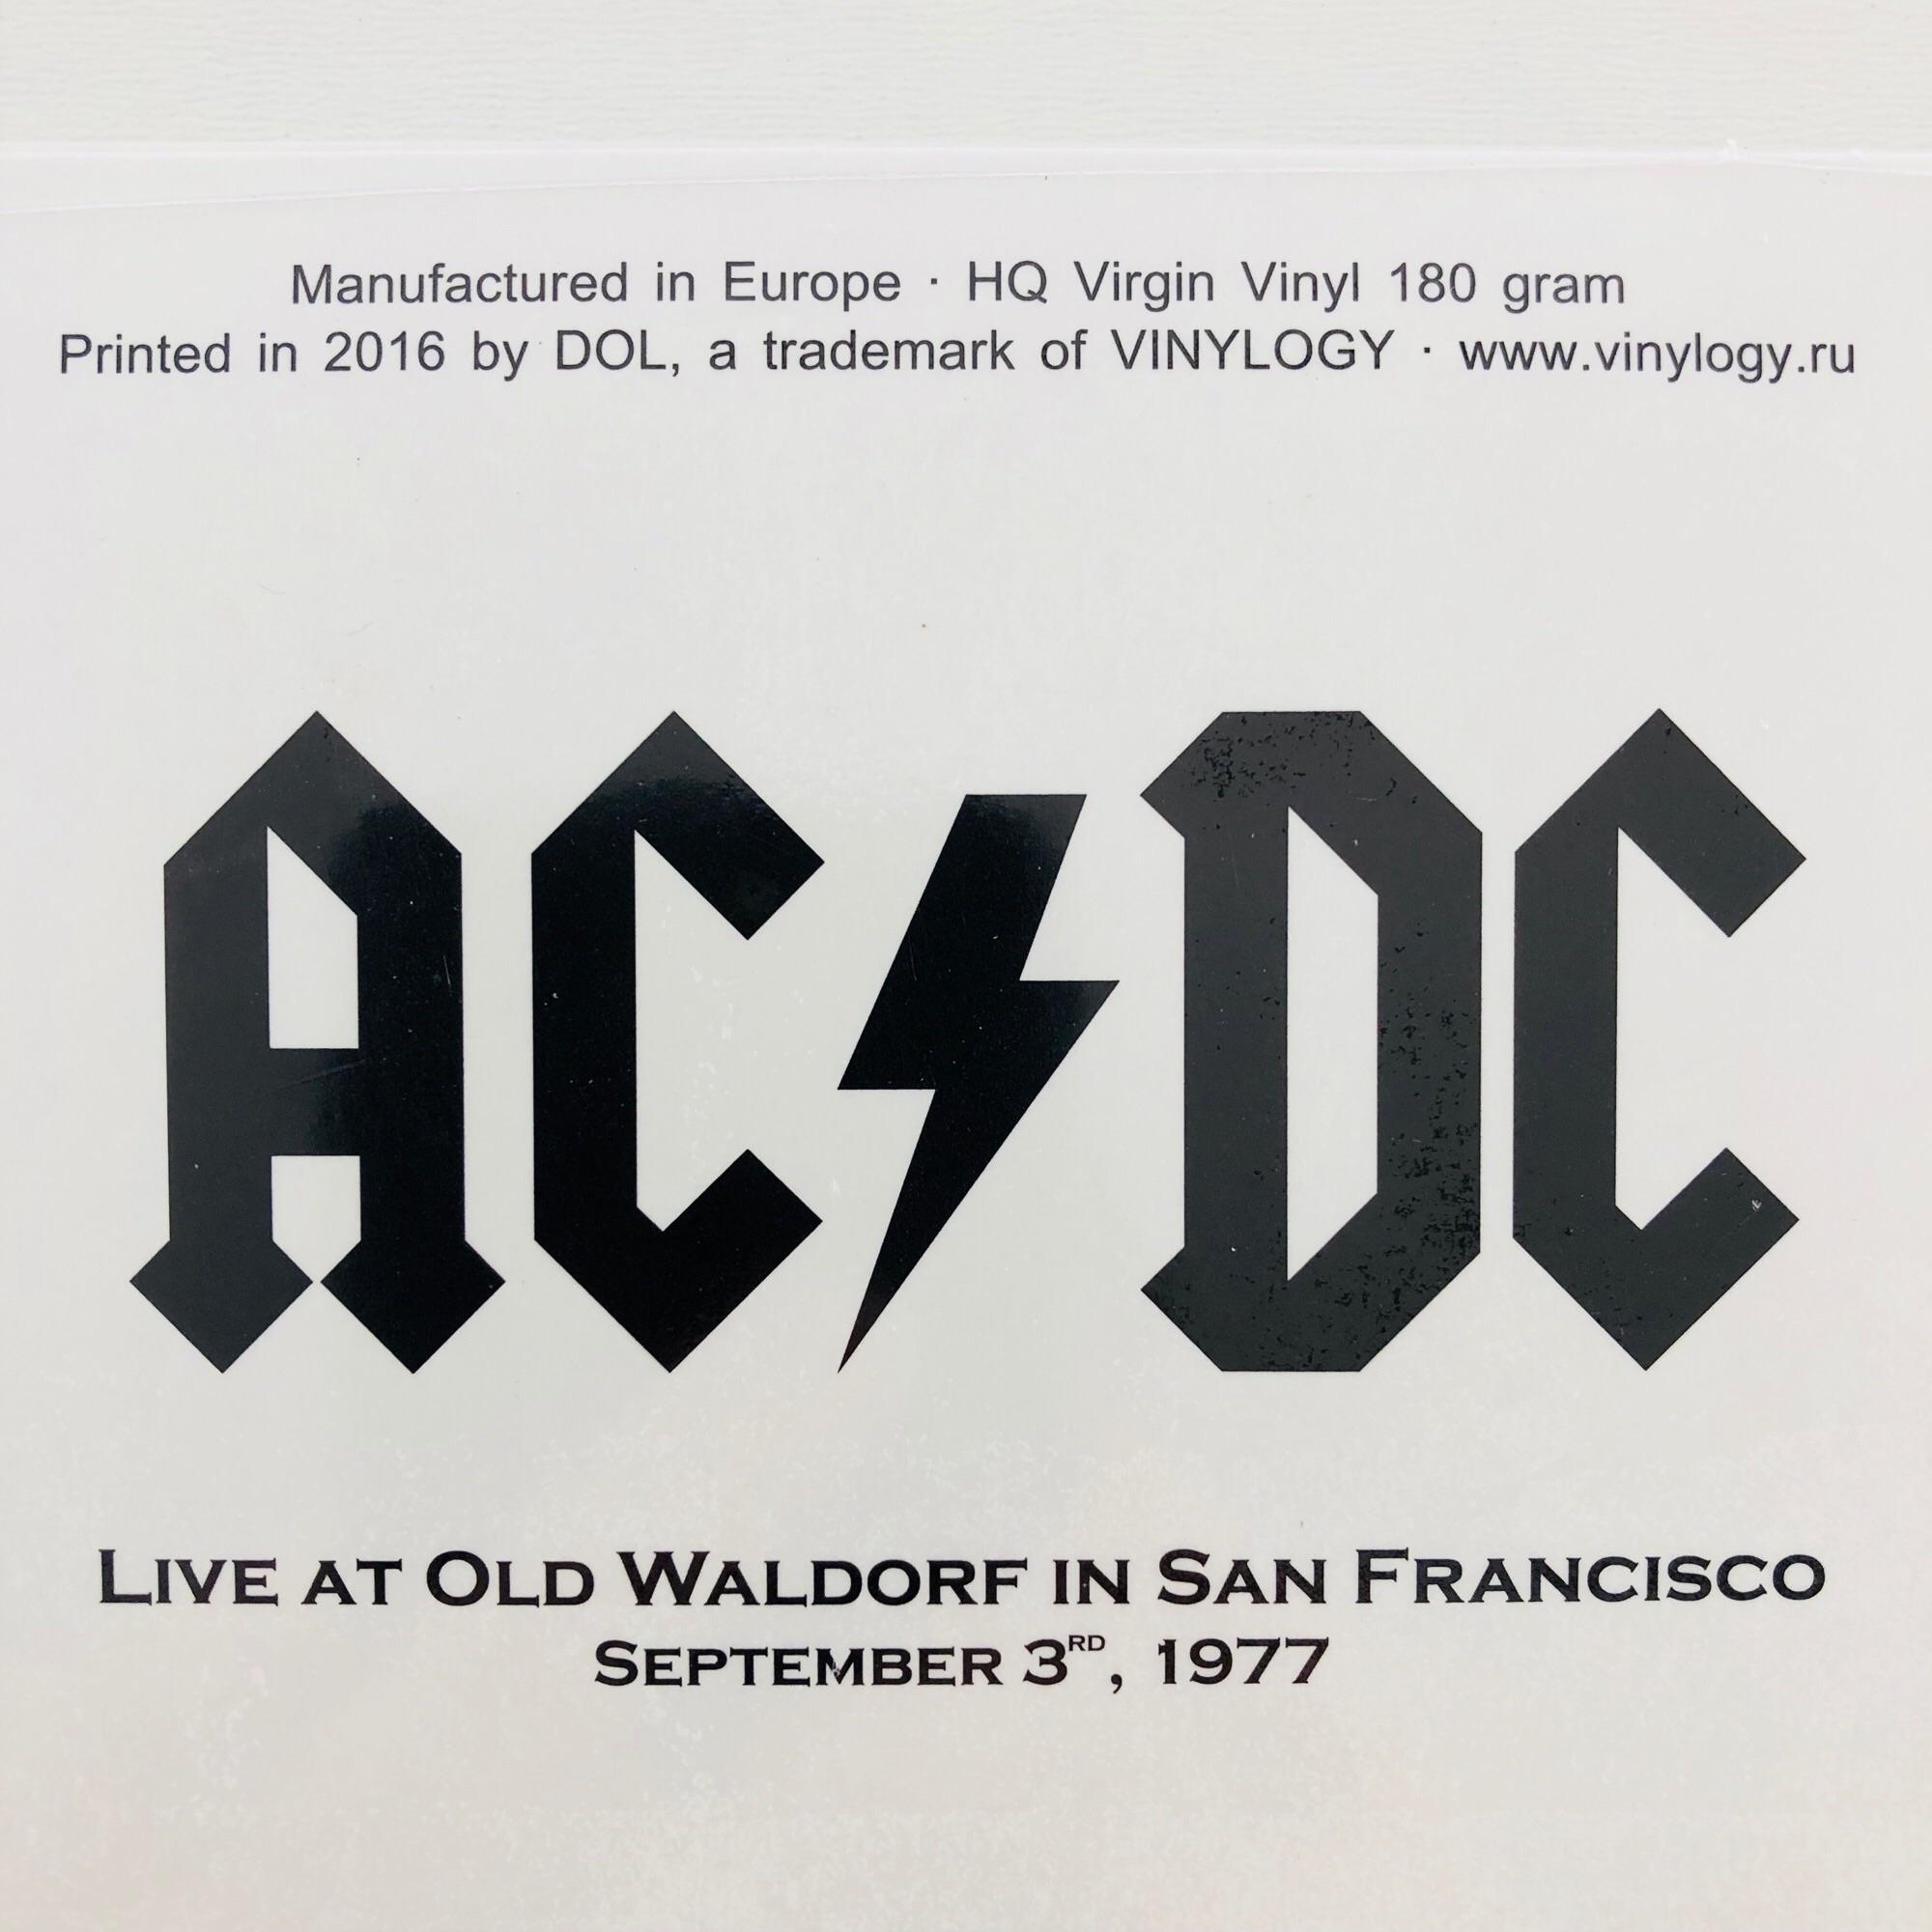 Manufactured in Europe · HQ Virgin Vinyl 180 gram
Printed in 2016 by DOL, a trademark of VINYLOGY · www.vinylogy.ru
AC⚡DC
LIVE AT OLD WALDORF IN SAN FRANCISCO
SEPTEMBER 3RD, 1977